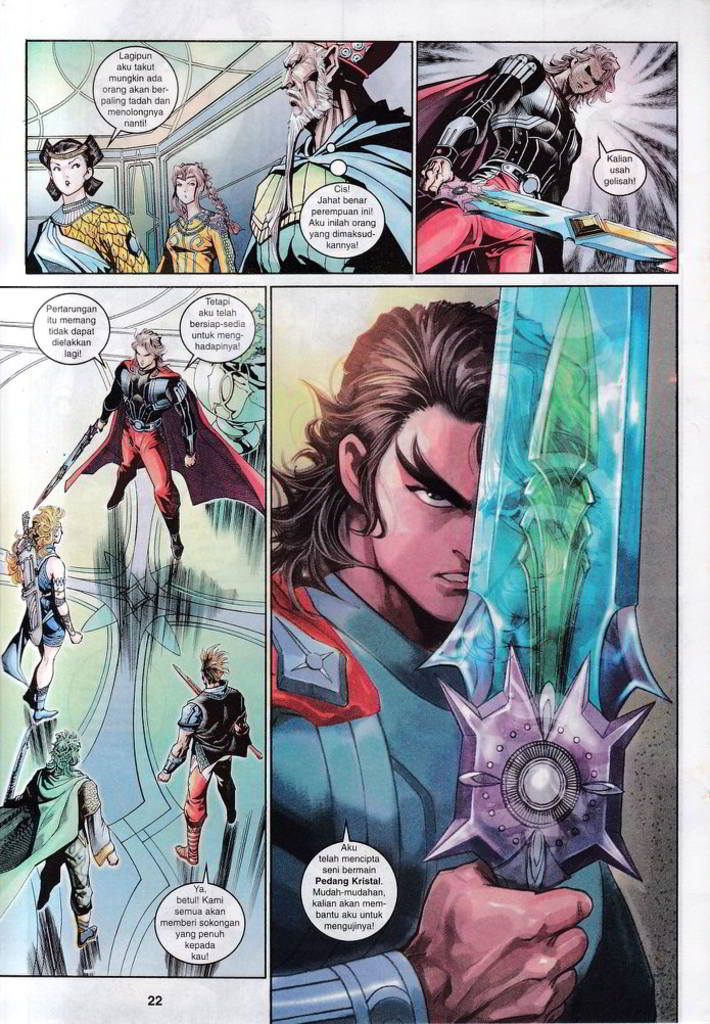 Lagipun
aku takut
mungkin ada
orang akan ber-
paling tadah dan
menolongnya
nanti!
Cis!
Jahat benar
perempuan ini!
Aku inilah orang
yang dimaksud-
kannya!
Kalian
usah
gelisah!
Pertarungan
itu memang
tidak dapat
dielakkan
lagi!
Tetapi
aku telah
bersiap-sedia
untuk meng-
hadapinya!
Ya,
betul! Kami
semua akan
memberi sokongan
yang penuh
kepada
kau!
Aku
telah mencipta
seni bermain
Pedang Kristal.
Mudah-mudahan,
kalian akan mem-
bantu aku untuk
mengujinya!
22